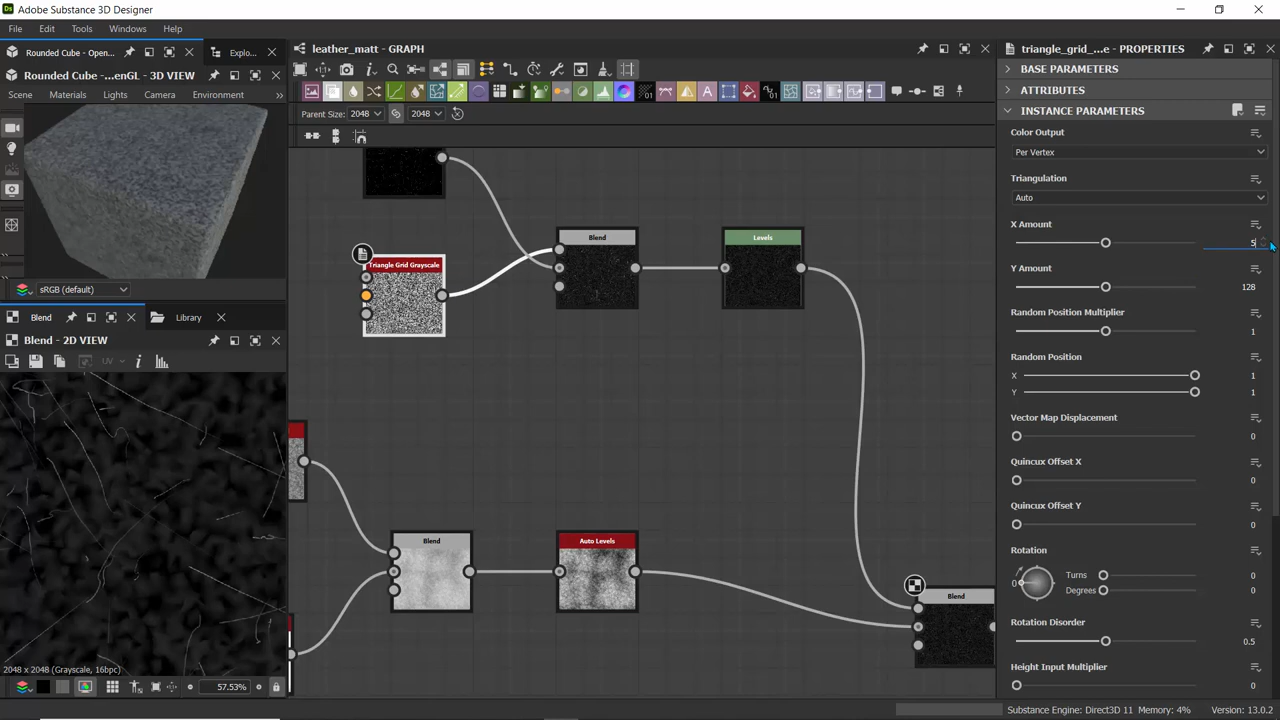 Ds Adobe Substance 3D Designer
File Edit Tools Windows Help
Rounded Cube - Open...
Explo...
leather_matt - GRAPH
triangle_grid_...e - PROPERTIES
Rounded Cube -...enGL - 3D VIEW
Scene Materials Lights Camera Environment »
BASE PARAMETERS
ATTRIBUTES
Parent Size: 2048 2048
INSTANCE PARAMETERS
Color Output
Per Vertex
Triangulation
Auto
X Amount
5
Y Amount
128
Random Position Multiplier
1
Random Position
X 1
Y 1
Vector Map Displacement
0
Quincux Offset X
0
Quincux Offset Y
0
Rotation
0
Turns 0
Degrees 0
Rotation Disorder
0.5
Height Input Multiplier
0
Blend
Levels
Triangle Grid Grayscale
Blend
Auto Levels
Blend
sRGB (default)
Blend
Library
Blend - 2D VIEW
UV
2048 x 2048 (Grayscale, 16bpc)
57.53%
Substance Engine: Direct3D 11 Memory: 4% Version: 13.0.2